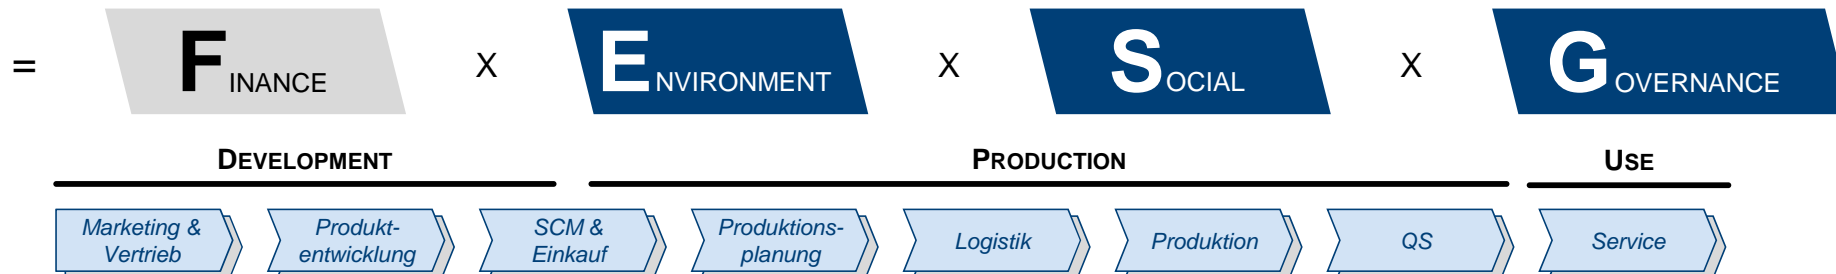 = FINANCE X ENVIRONMENT X SOCIAL X GOVERNANCE
DEVELOPMENT PRODUCTION USE
Marketing & Vertrieb
Produkt-
entwicklung
SCM &
Einkauf
Produktions-
planung
Logistik
Produktion
QS
Service